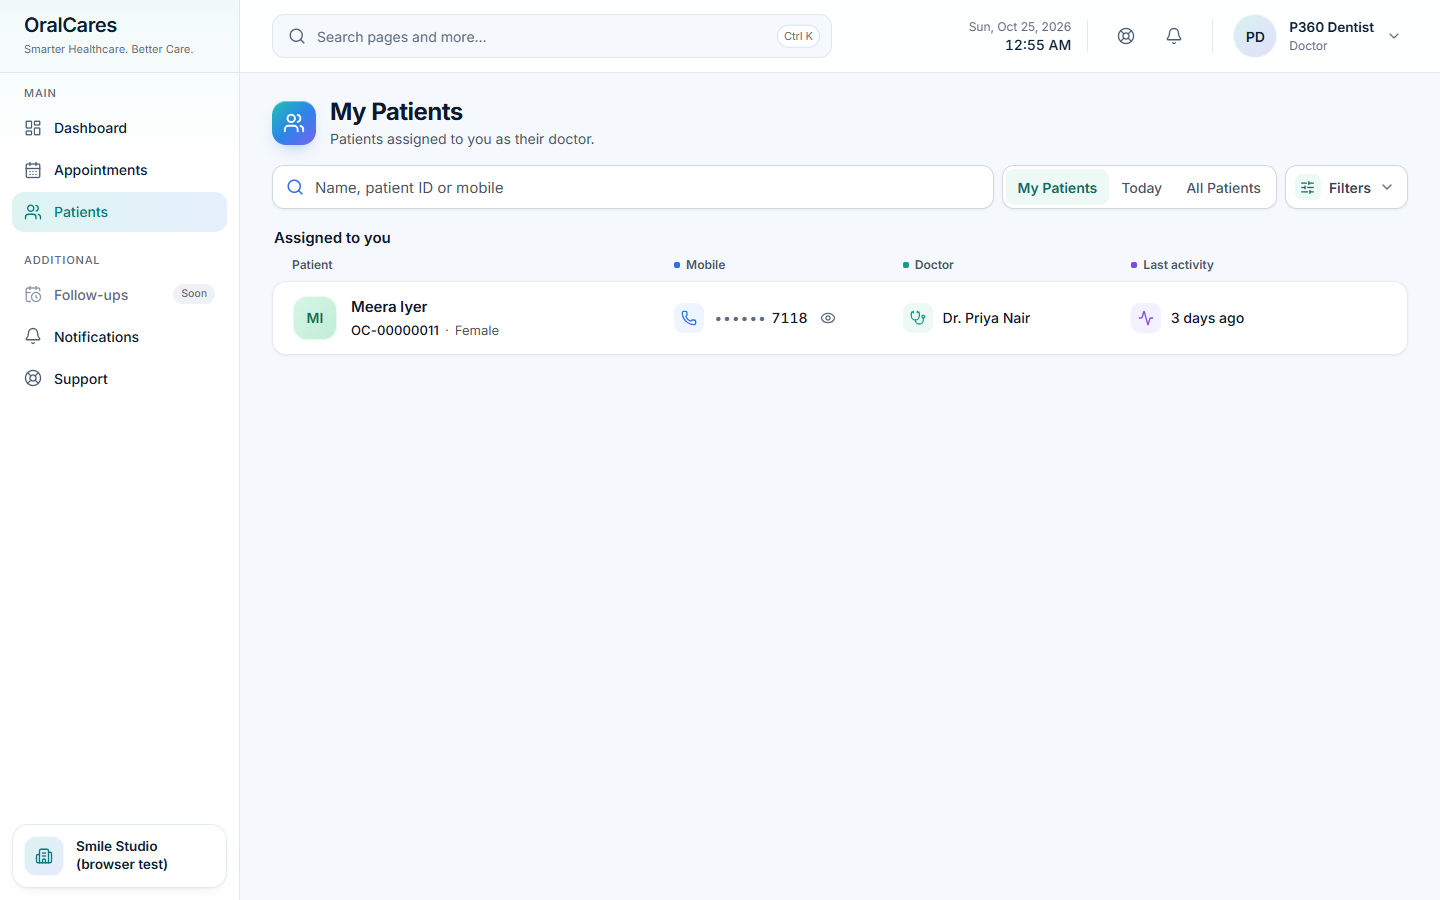 OralCares
Smarter Healthcare. Better Care.
Search pages and more...
Ctrl K
Sun, Oct 25, 2026
12:55 AM
PD
P360 Dentist
Doctor
MAIN
Dashboard
Appointments
Patients
ADDITIONAL
Follow-ups
Soon
Notifications
Support
Smile Studio
(browser test)
My Patients
Patients assigned to you as their doctor.
Name, patient ID or mobile
My Patients
Today
All Patients
Filters
Assigned to you
Patient
Mobile
Doctor
Last activity
MI
Meera Iyer
OC-00000011 · Female
•••••• 7118
Dr. Priya Nair
3 days ago